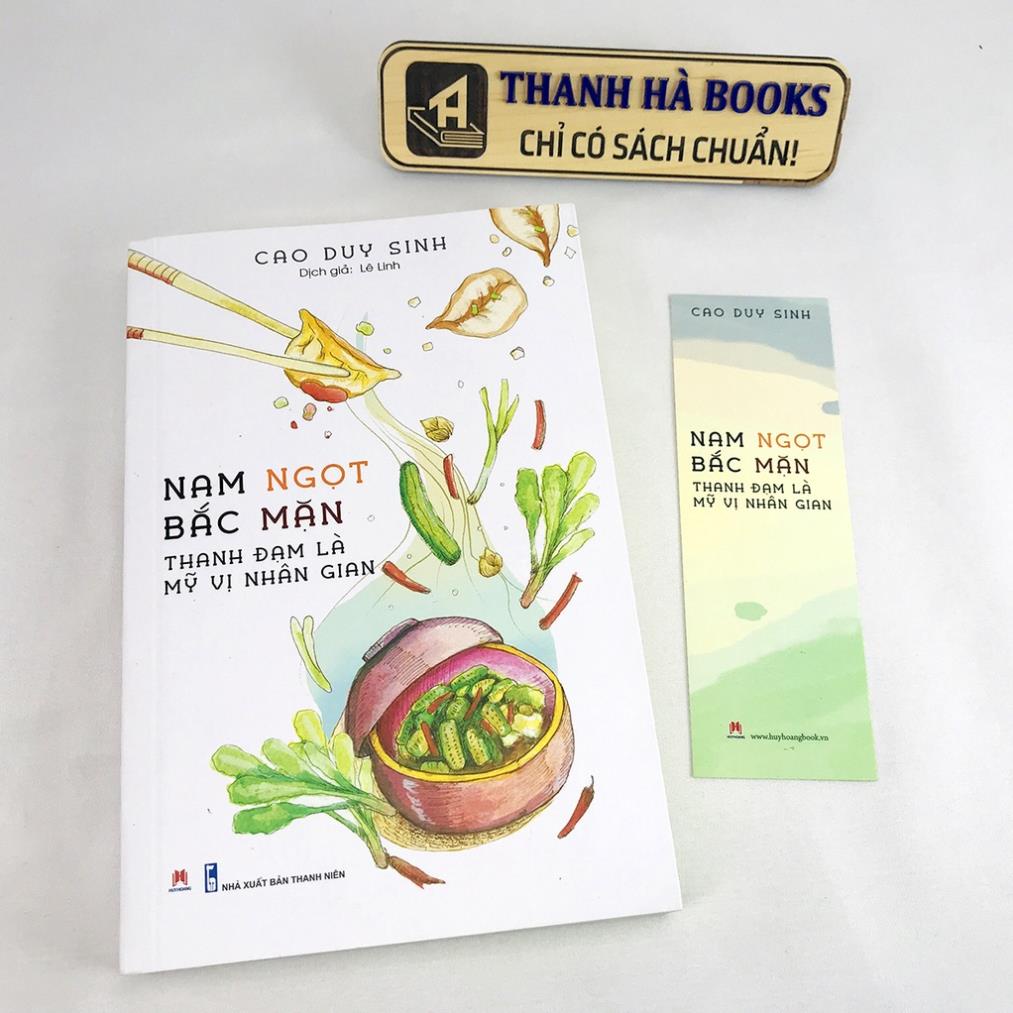 THANH HÀ BOOKS
CHỈ CÓ SÁCH CHUẨN!
CAO DUY SINH
Dịch giả: Lê Linh
NAM NGỌT
BẮC MẶN
THANH ĐẠM LÀ
MỸ VỊ NHÂN GIAN
HUYHOANG
NHÀ XUẤT BẢN THANH NIÊN
CAO DUY SINH
NAM NGỌT
BẮC MẶN
THANH ĐẠM LÀ
MỸ VỊ NHÂN GIAN
HUYHOANG
www.huyhoangbook.vn